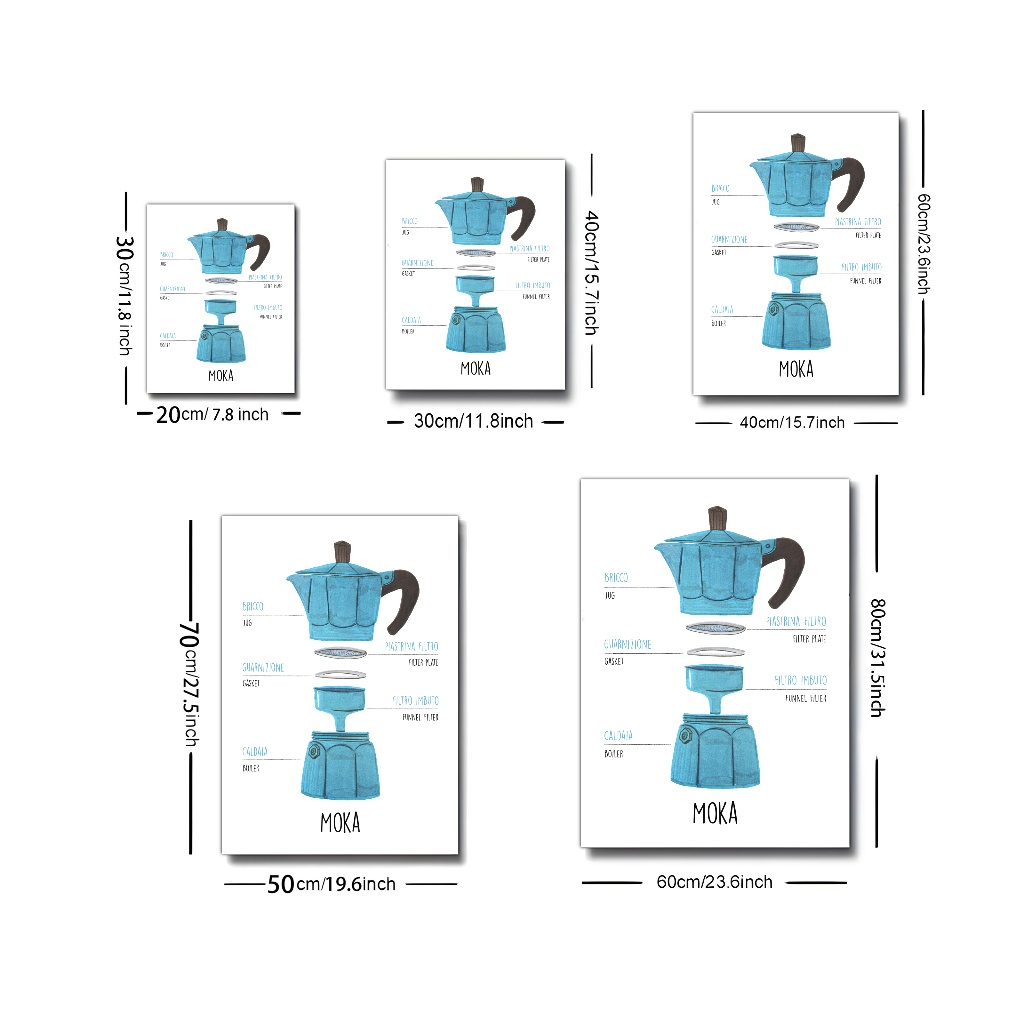 30cm/11.8 inch
BRICCO
JUG
PIASTRINA FILTRO
FILTER PLATE
GUARNIZIONE
GASKET
FILTRO IMBUTO
FUNNEL FILTER
CALDAIA
BOILER
MOKA
20cm/ 7.8 inch
BRICCO
JUG
PIASTRINA FILTRO
FILTER PLATE
GUARNIZIONE
GASKET
FILTRO IMBUTO
FUNNEL FILTER
CALDAIA
BOILER
MOKA
40cm/15.7inch
30cm/11.8inch
BRICCO
JUG
PIASTRINA FILTRO
FILTER PLATE
GUARNIZIONE
GASKET
FILTRO IMBUTO
FUNNEL FILTER
CALDAIA
BOILER
MOKA
60cm/23.6inch
40cm/15.7inch
70cm/27.5inch
BRICCO
JUG
PIASTRINA FILTRO
FILTER PLATE
GUARNIZIONE
GASKET
FILTRO IMBUTO
FUNNEL FILTER
CALDAIA
BOILER
MOKA
50cm/19.6inch
BRICCO
JUG
PIASTRINA FILTRO
FILTER PLATE
GUARNIZIONE
GASKET
FILTRO IMBUTO
FUNNEL FILTER
CALDAIA
BOILER
MOKA
80cm/31.5inch
60cm/23.6inch